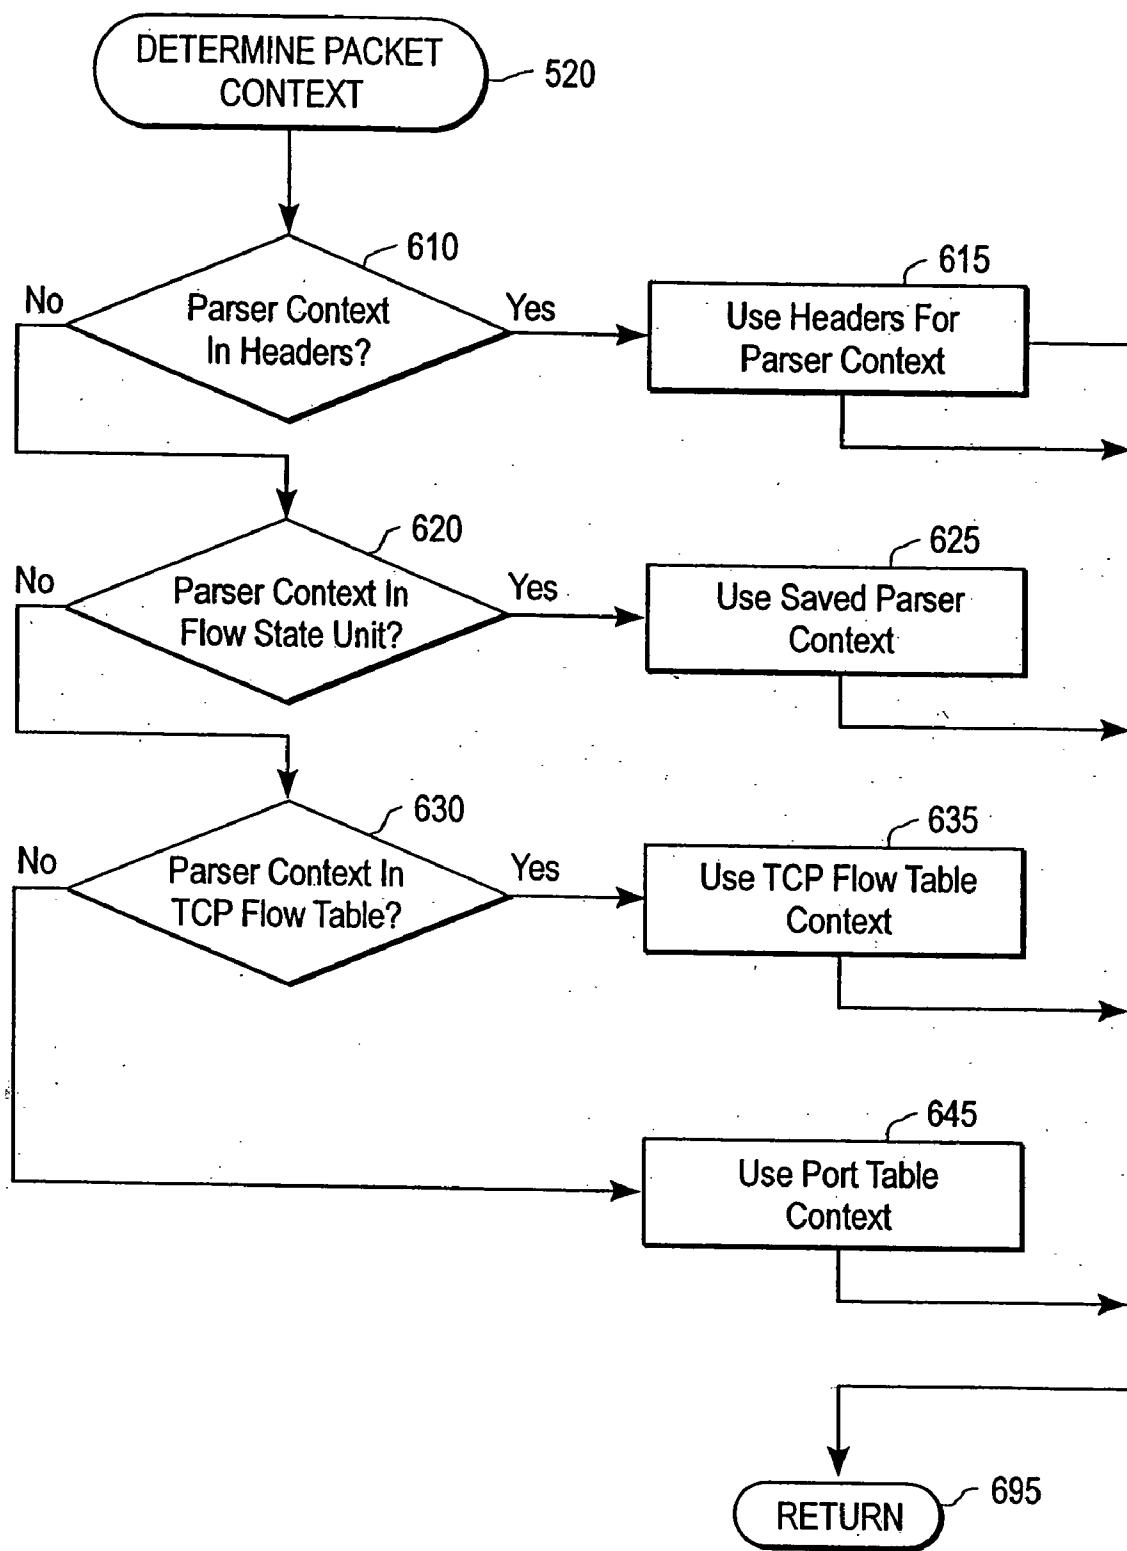 DETERMINE PACKET
CONTEXT
520
610
No
Parser Context
In Headers?
Yes
615
Use Headers For
Parser Context
620
No
Parser Context In
Flow State Unit?
Yes
625
Use Saved Parser
Context
630
No
Parser Context In
TCP Flow Table?
Yes
635
Use TCP Flow Table
Context
645
Use Port Table
Context
RETURN
695